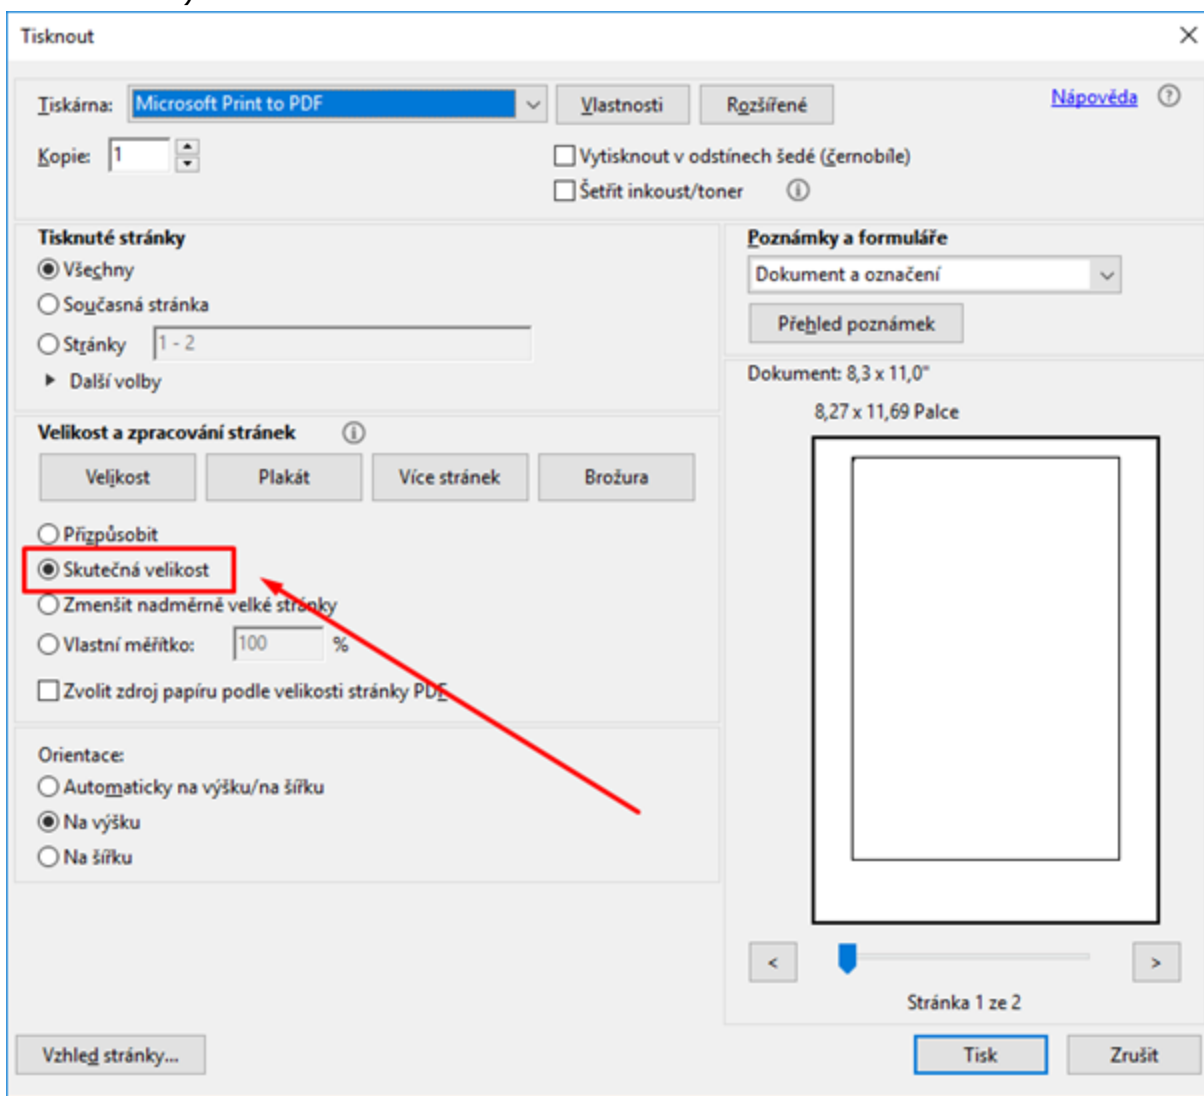 Tisknout
Tiskárna: Microsoft Print to PDF Vlastnosti Rozšířené Nápověda
Kopie: 1 Vytisknout v odstínech šedé (černobíle)
Šetřit inkoust/toner
Tisknuté stránky
Všechny
Současná stránka
Stránky 1 - 2
Další volby
Poznámky a formuláře
Dokument a označení
Přehled poznámek
Dokument: 8,3 x 11,0"
8,27 x 11,69 Palce
Velikost a zpracování stránek
Velikost Plakát Více stránek Brožura
Přizpůsobit
Skutečná velikost
Zmenšit nadměrně velké stránky
Vlastní měřítko: 100 %
Zvolit zdroj papíru podle velikosti stránky PDF
Orientace:
Automaticky na výšku/na šířku
Na výšku
Na šířku
< >
Stránka 1 ze 2
Vzhled stránky... Tisk Zrušit